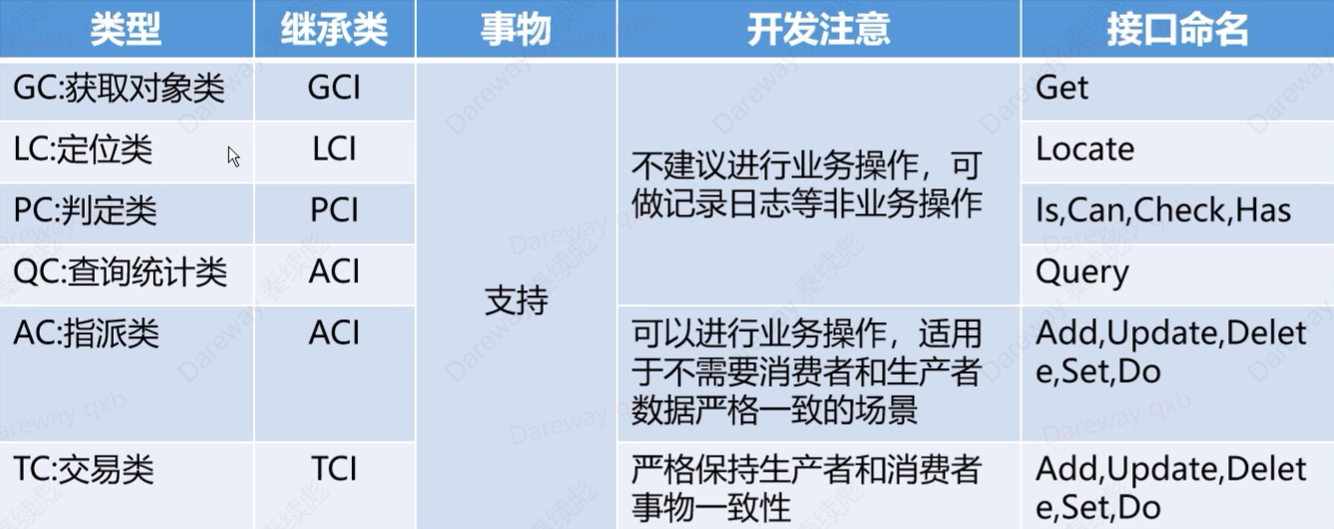 类型 继承类 事物 开发注意 接口命名
GC:获取对象类 GCI Get
LC:定位类 LCI Locate
PC:判定类 PCI Is,Can,Check,Has
QC:查询统计类 ACI Query
不建议进行业务操作，可
做记录日志等非业务操作
支持
AC:指派类 ACI
可以进行业务操作，适用
于不需要消费者和生产者
数据严格一致的场景
Add,Update,Delet
e,Set,Do
TC:交易类 TCI
严格保持生产者和消费者
事物一致性
Add,Update,Delet
e,Set,Do
Dareway 秦续彪
Dareway qxb